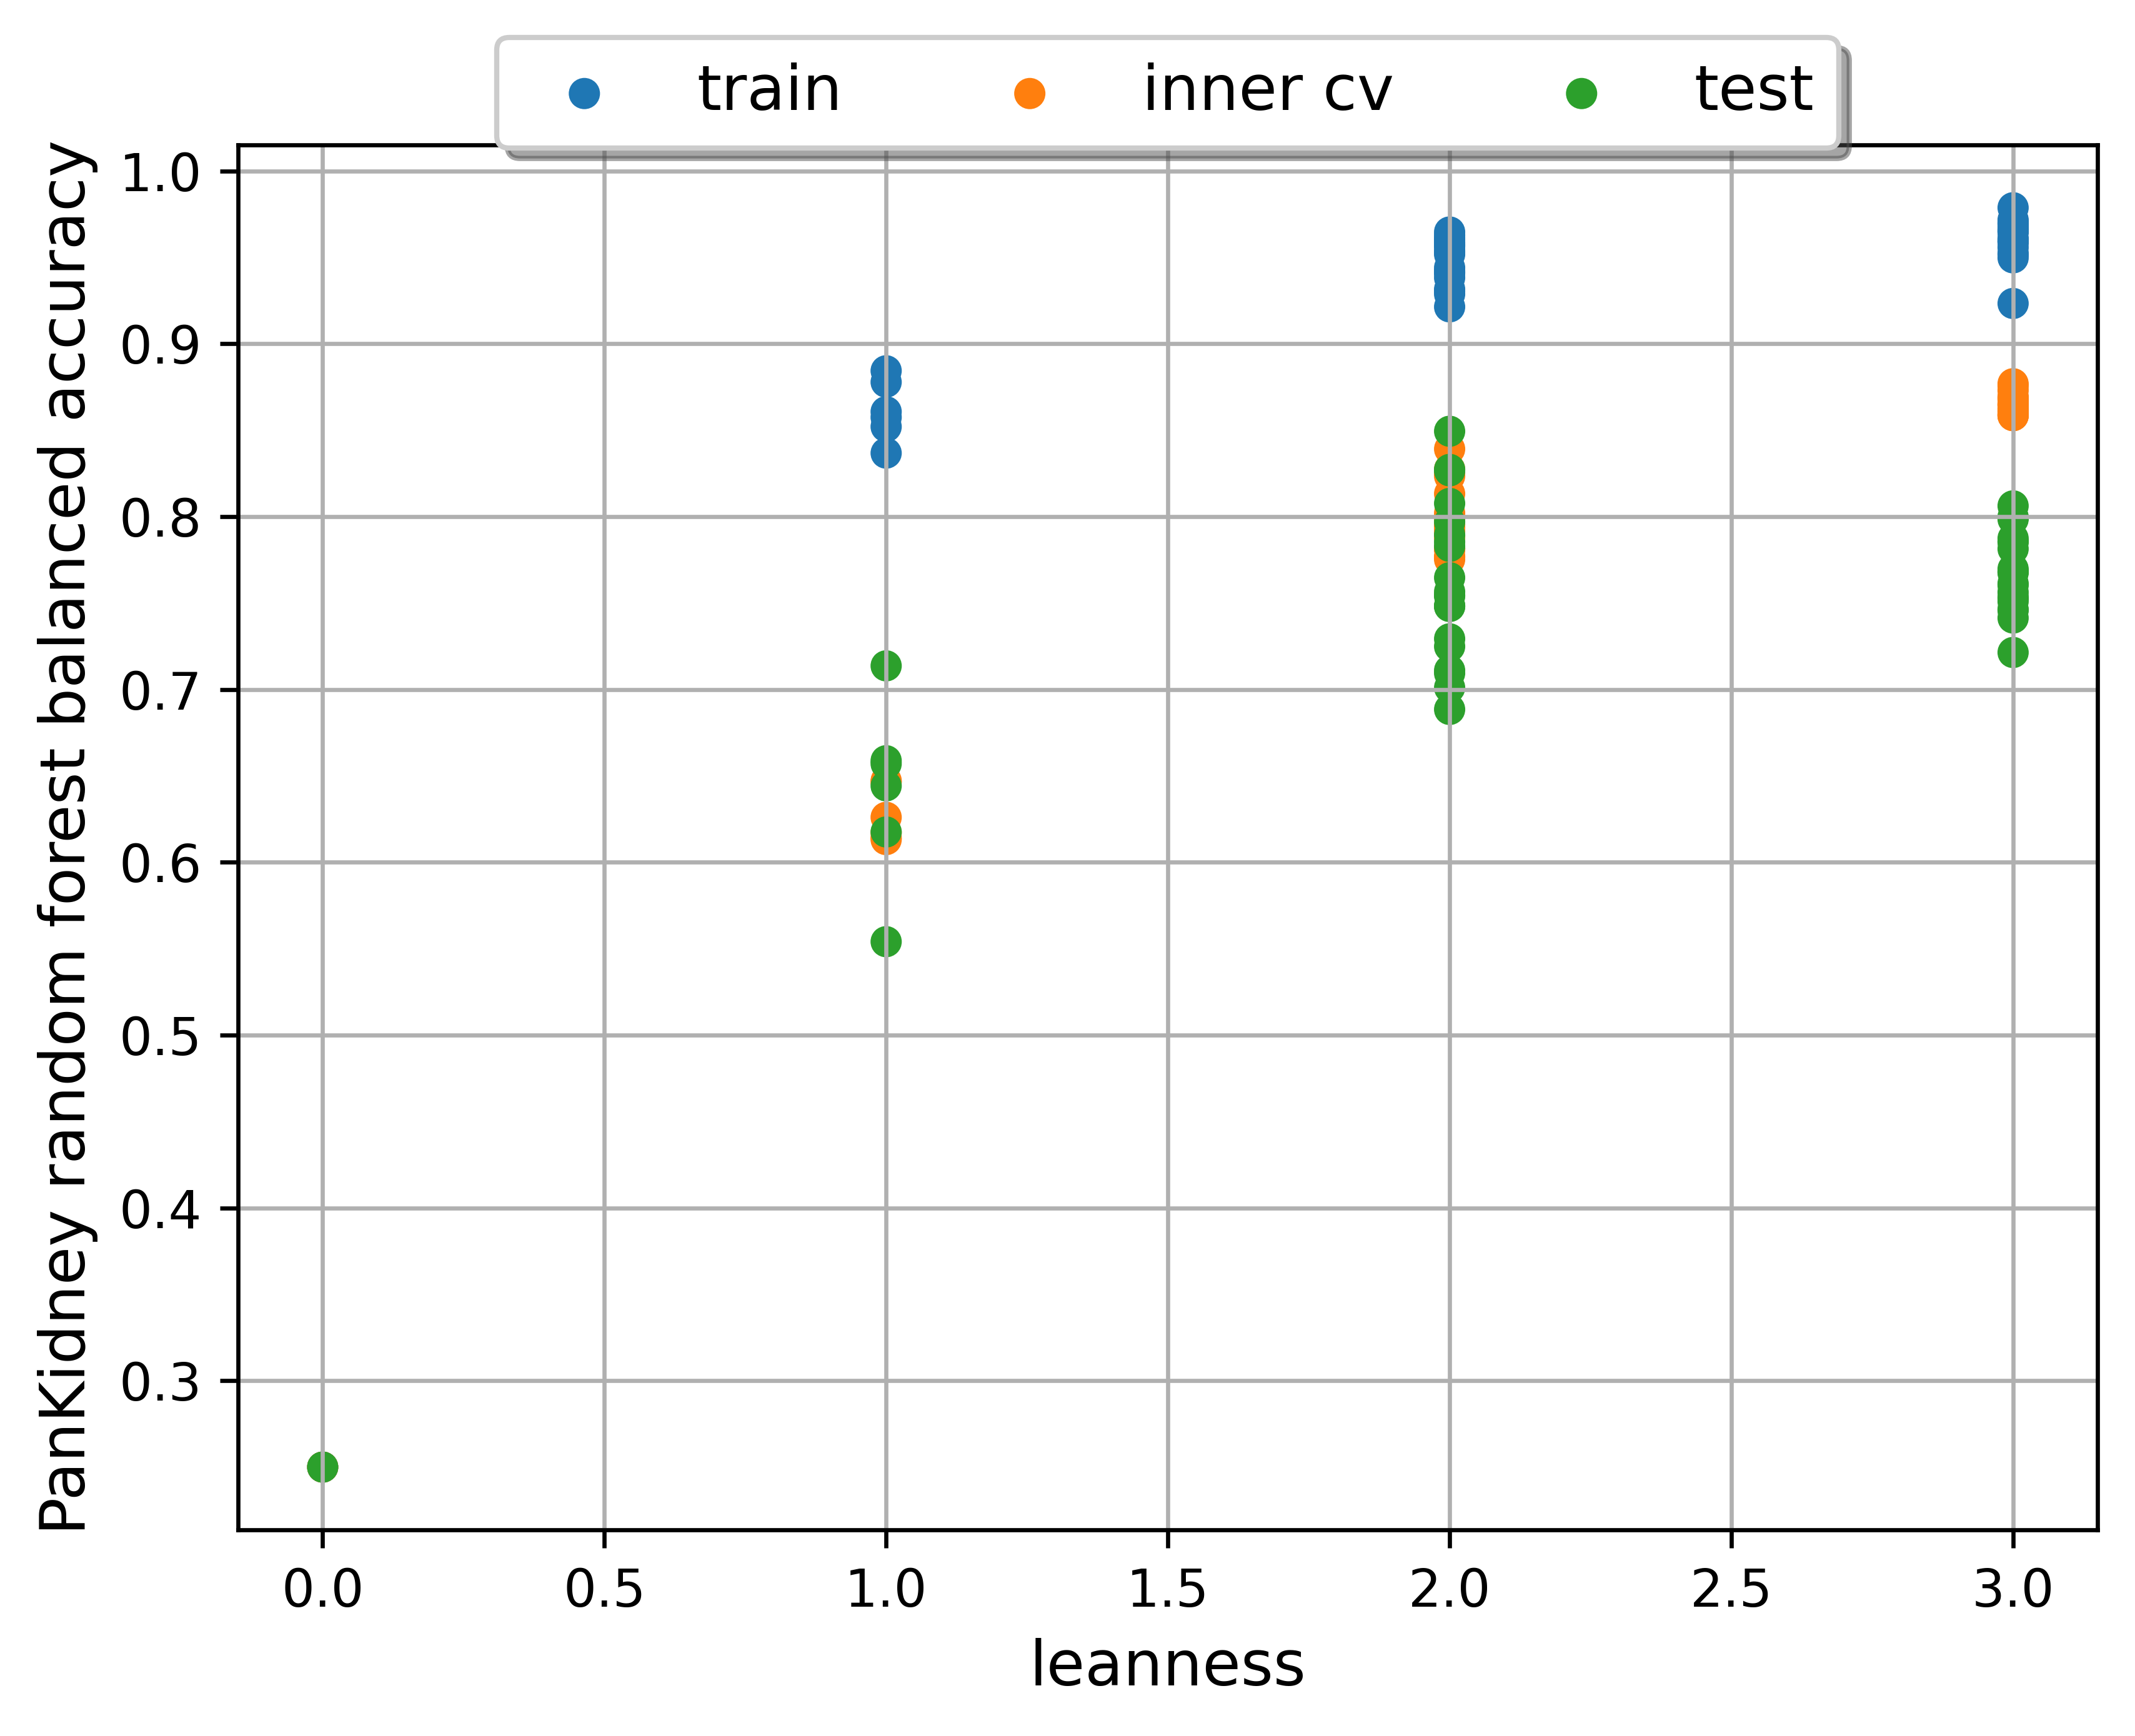 train inner cv test
PanKidney random forest balanced accuracy
1.0
0.9
0.8
0.7
0.6
0.5
0.4
0.3
0.0 0.5 1.0 1.5 2.0 2.5 3.0
leanness